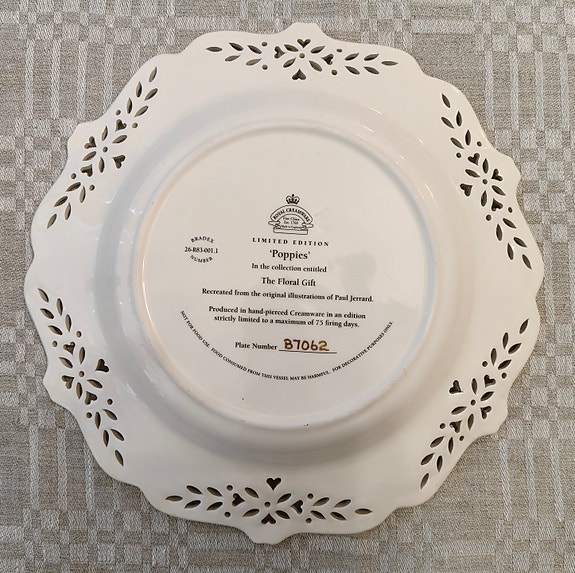 ROYAL CREAMWARE
LIMITED EDITION
BRADEX
26-R83-001.1
NUMBER
'Poppies'
In the collection entitled
The Floral Gift
Recreated from the original illustrations of Paul Jerrard.
Produced in hand-pierced Creamware in an edition
strictly limited to a maximum of 75 firing days.
Plate Number B7062
NOT FOR FOOD USE. FOOD CONSUMED FROM THIS VESSEL MAY BE HARMFUL. FOR DECORATIVE PURPOSES ONLY.